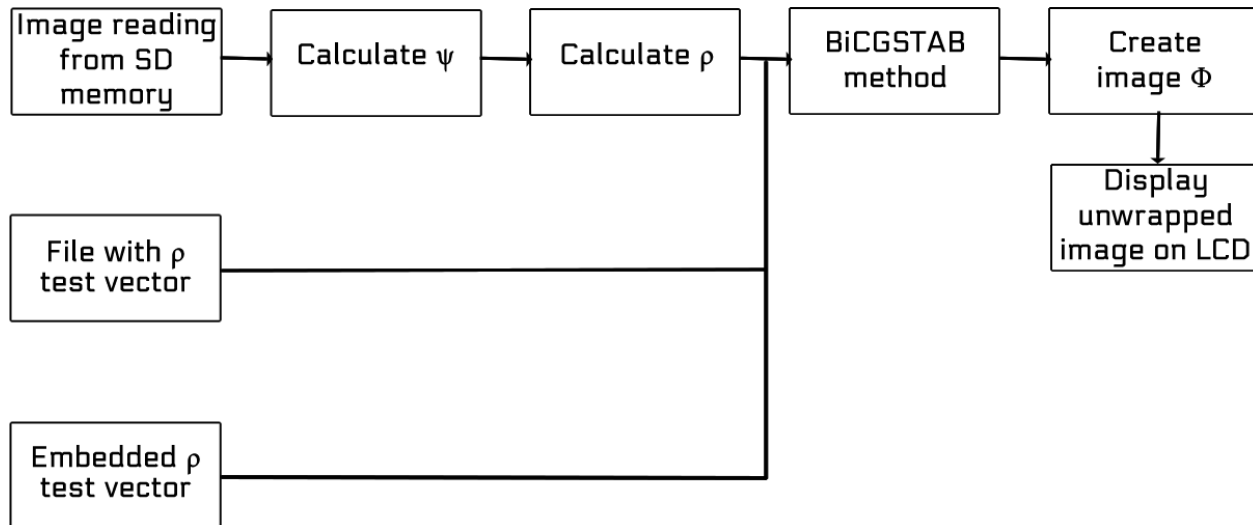 Image reading
from SD
memory
Calculate ψ
Calculate ρ
BiCGSTAB
method
Create
image Φ
Display
unwrapped
image on LCD
File with ρ
test vector
Embedded ρ
test vector